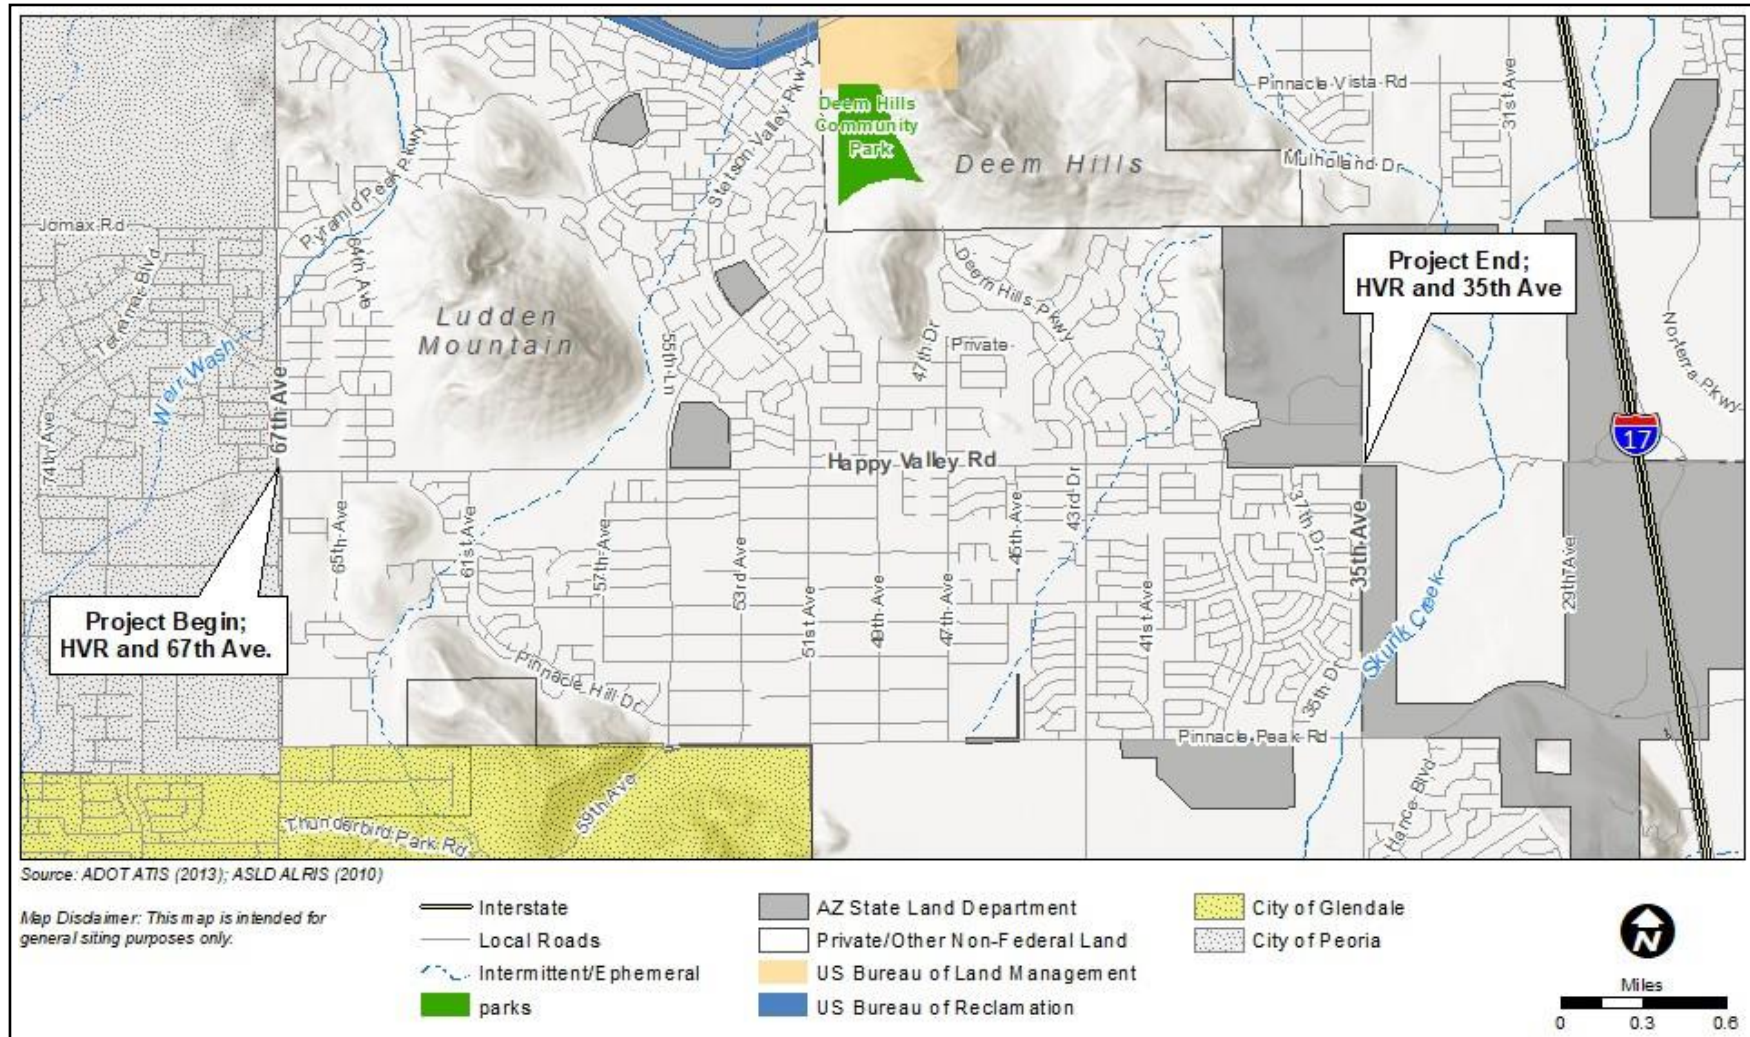 Pinnacle Vista Rd
31st Ave
Deem Hills
Community
Park
Stetson Valley Pkwy
Deem Hills
Mulholland Dr
Pyramid Peak Pkwy
Jomax Rd
64th Ave
Terramar Blvd
Ludden
Mountain
Deem Hills Pkwy
Project End;
HVR and 35th Ave
Norterra Pkwy
Weir Wash
55th Ln
47th Dr
Private
67th Ave
74th Ave
17
Happy Valley Rd
65th Ave
61st Ave
57th Ave
53rd Ave
51st Ave
49th Ave
47th Ave
45th Ave
43rd Dr
41st Ave
37th Dr
35th Ave
29th Ave
Skunk Creek
Project Begin;
HVR and 67th Ave.
Pinnacle Hill Dr
35th Dr
Pinnacle Peak Rd
Hance Blvd
59th Ave
Thunderbird Park Rd
Source: ADOT ATIS (2013); ASLD ALRIS (2010)
Map Disclaimer: This map is intended for
general siting purposes only.
Interstate
Local Roads
Intermittent/Ephemeral
parks
AZ State Land Department
Private/Other Non-Federal Land
US Bureau of Land Management
US Bureau of Reclamation
City of Glendale
City of Peoria
N
Miles
0 0.3 0.6